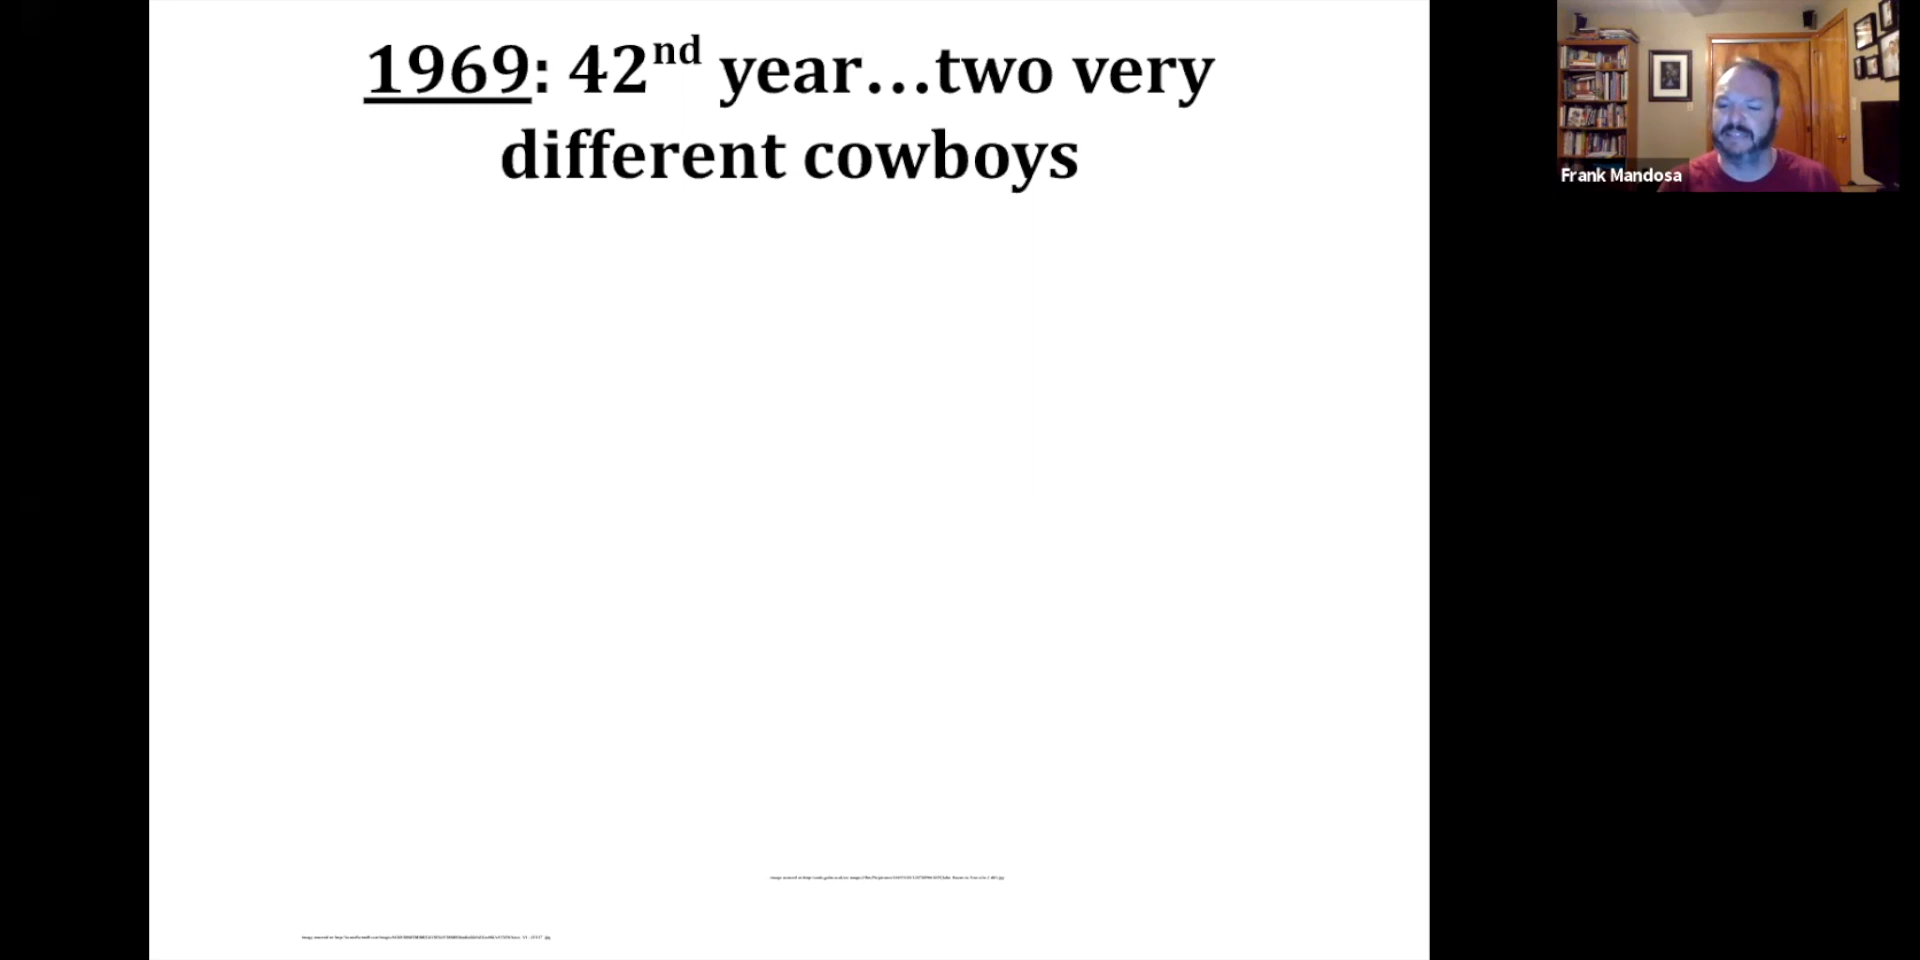 1969: 42nd year…two very
different cowboys
Frank Mandosa